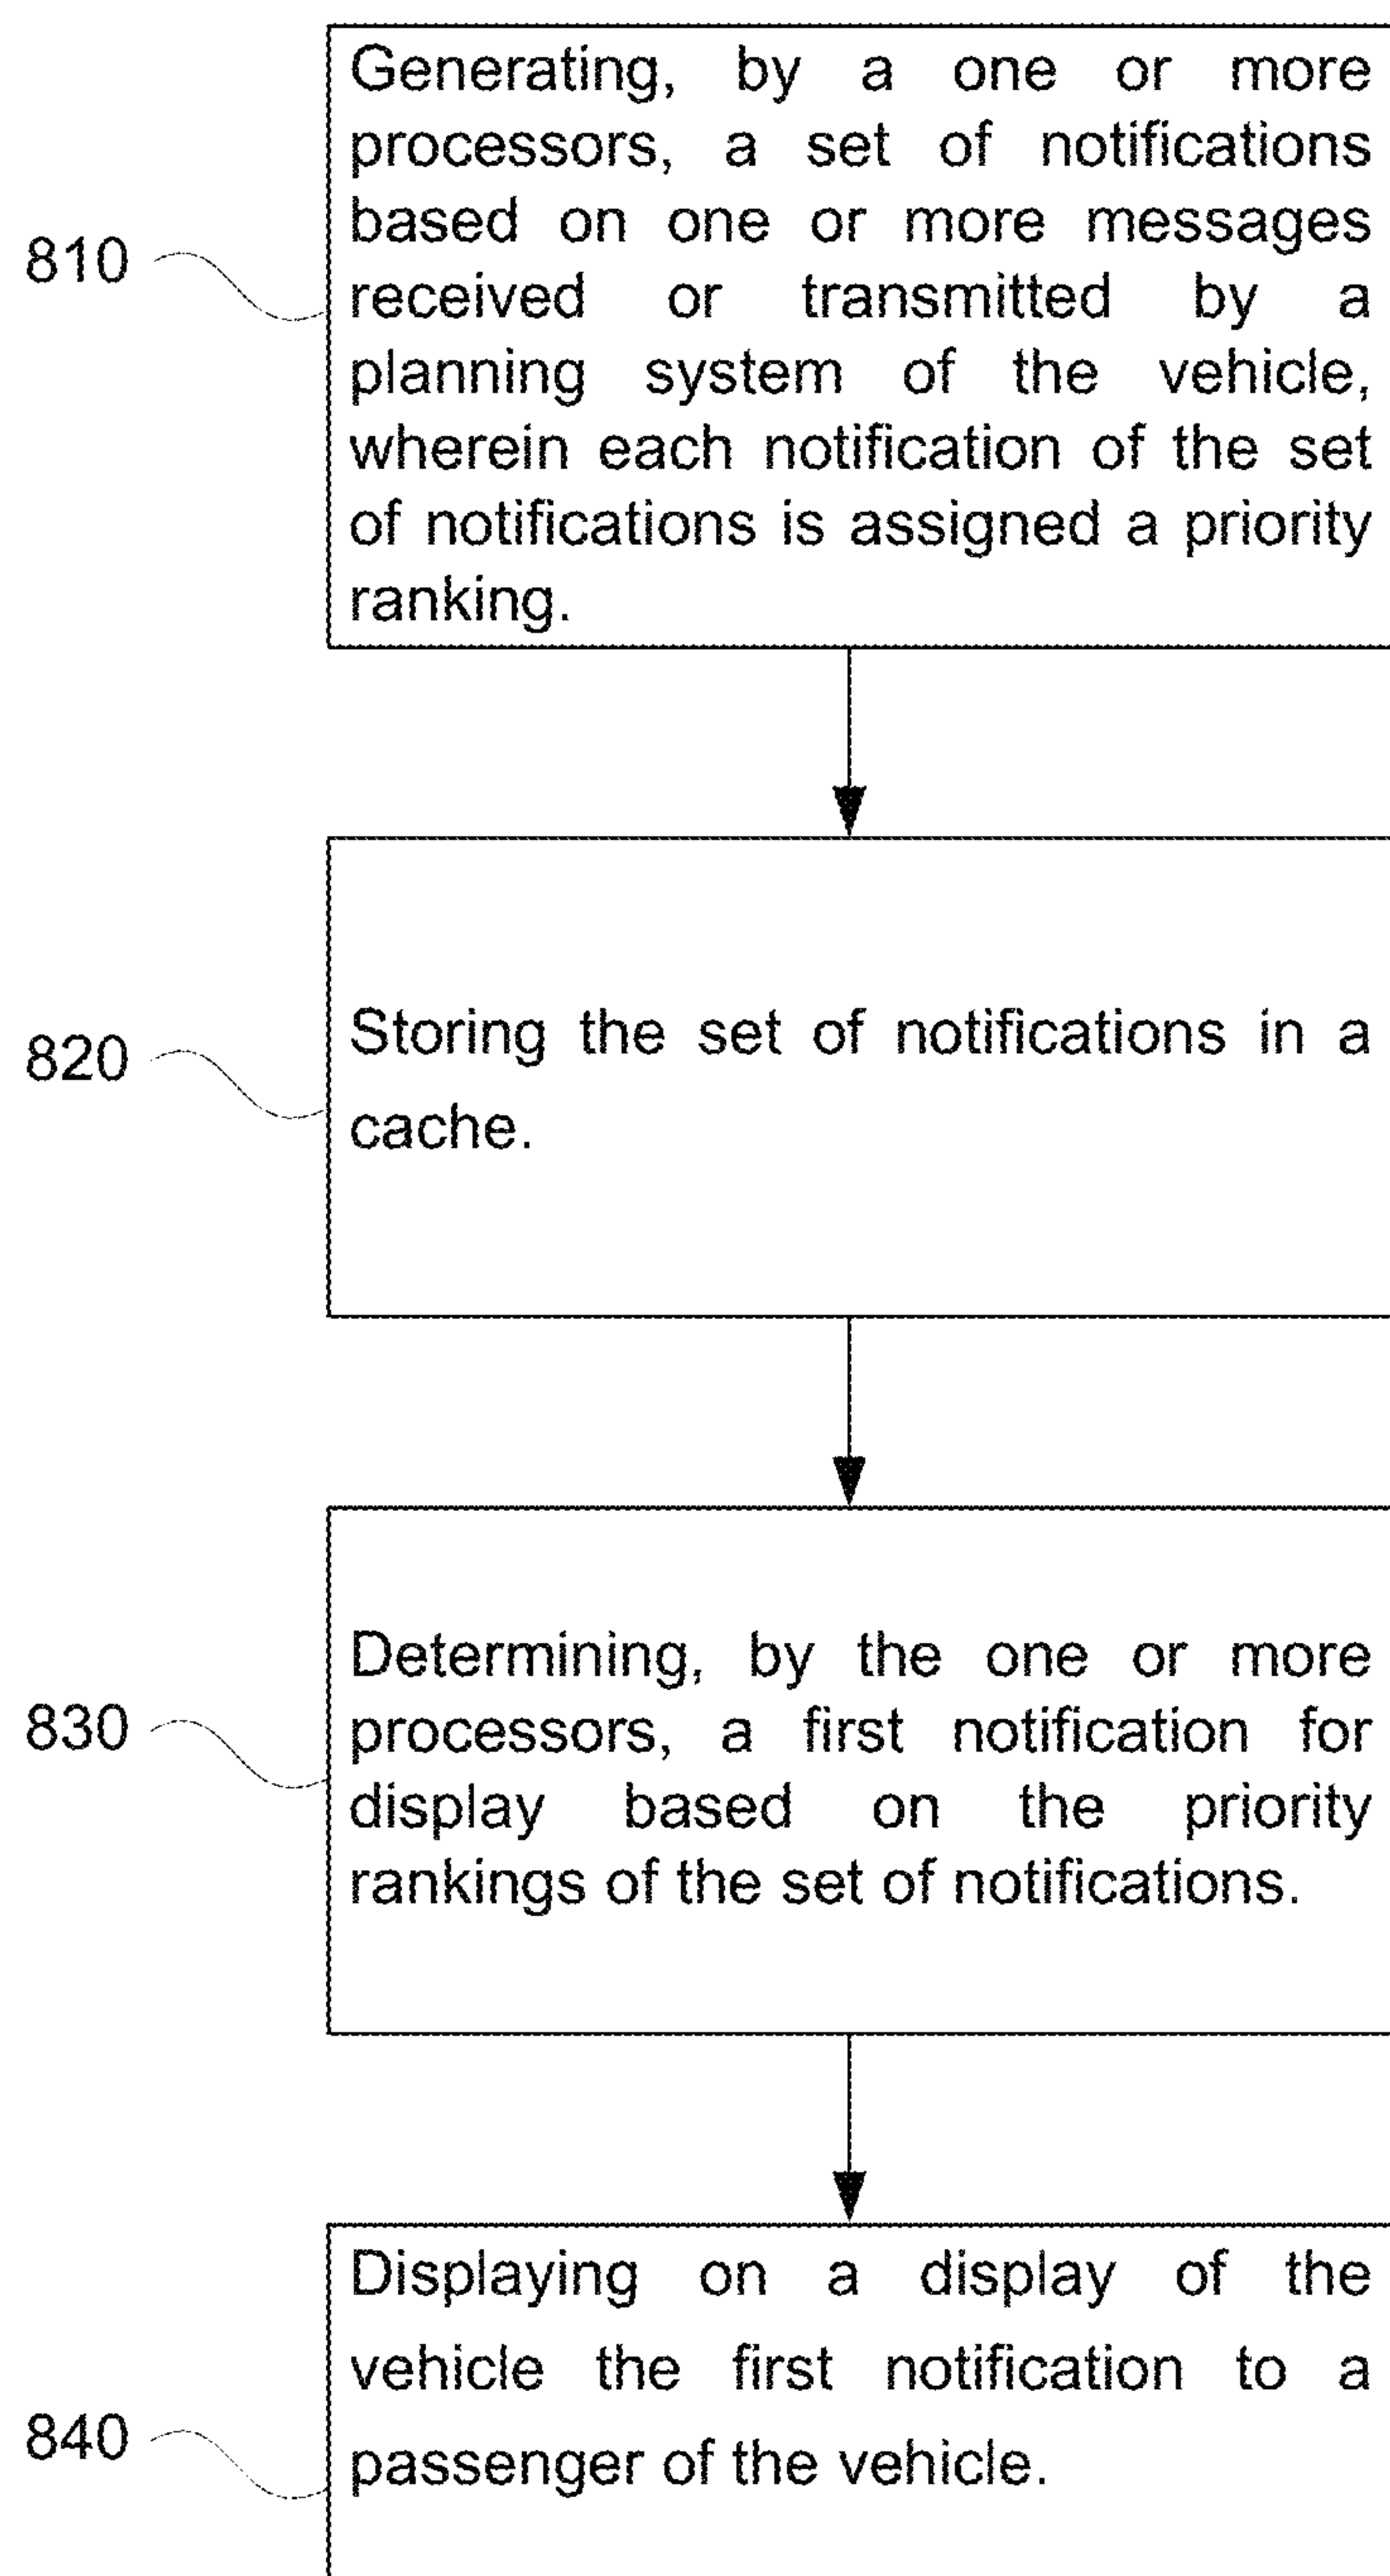 Generating, by a one or more
processors, a set of notifications
based on one or more messages
received or transmitted by a
planning system of the vehicle,
wherein each notification of the set
of notifications is assigned a priority
ranking.
810
Storing the set of notifications in a
cache.
820
Determining, by the one or more
processors, a first notification for
display based on the priority
rankings of the set of notifications.
830
Displaying on a display of the
vehicle the first notification to a
passenger of the vehicle.
840